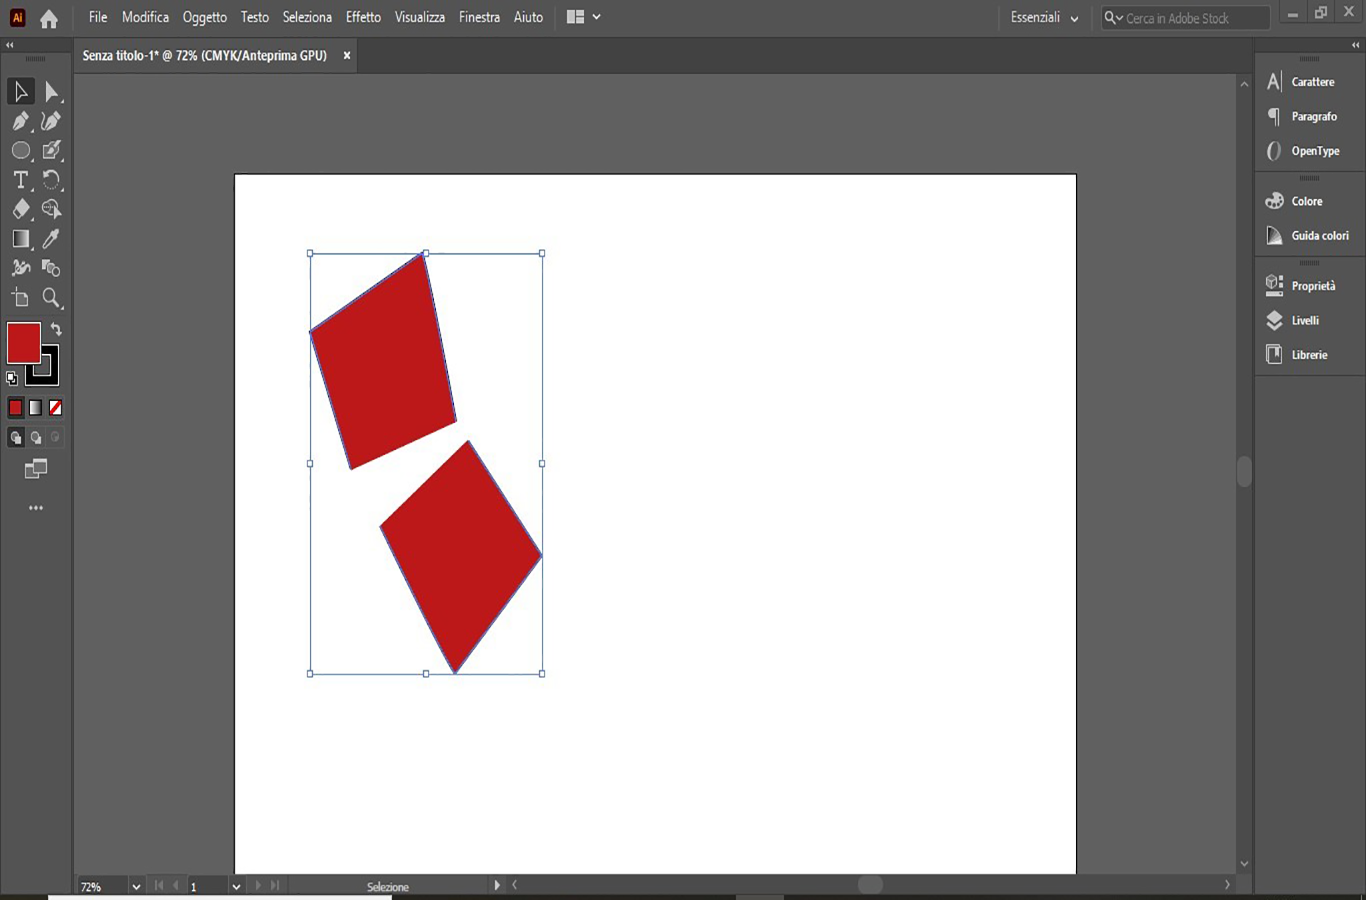 Ai File Modifica Oggetto Testo Seleziona Effetto Visualizza Finestra Aiuto Essenziali Cerca in Adobe Stock
Senza titolo-1* @ 72% (CMYK/Anteprima GPU) ×
Carattere
Paragrafo
OpenType
Colore
Guida colori
Proprietà
Livelli
Librerie
72% 1 Selezione